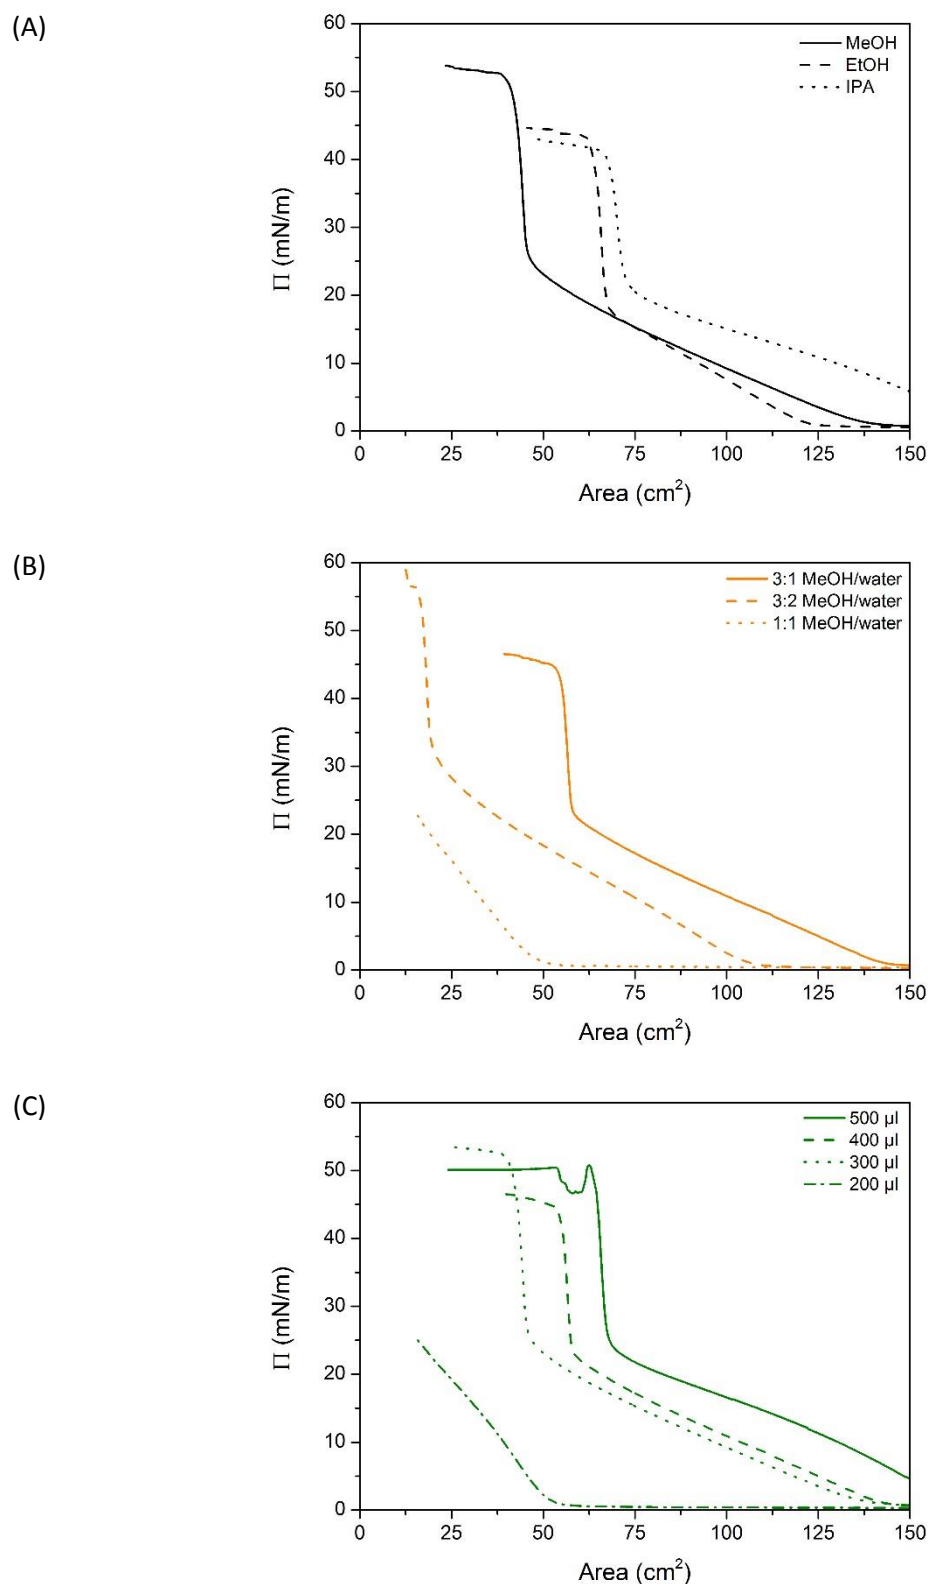 (A)
60
50
40
30
20
10
0
Π (mN/m)
MeOH
EtOH
IPA
0 25 50 75 100 125 150
Area (cm²)
(B)
60
50
40
30
20
10
0
Π (mN/m)
3:1 MeOH/water
3:2 MeOH/water
1:1 MeOH/water
0 25 50 75 100 125 150
Area (cm²)
(C)
60
50
40
30
20
10
0
Π (mN/m)
500 µl
400 µl
300 µl
200 µl
0 25 50 75 100 125 150
Area (cm²)